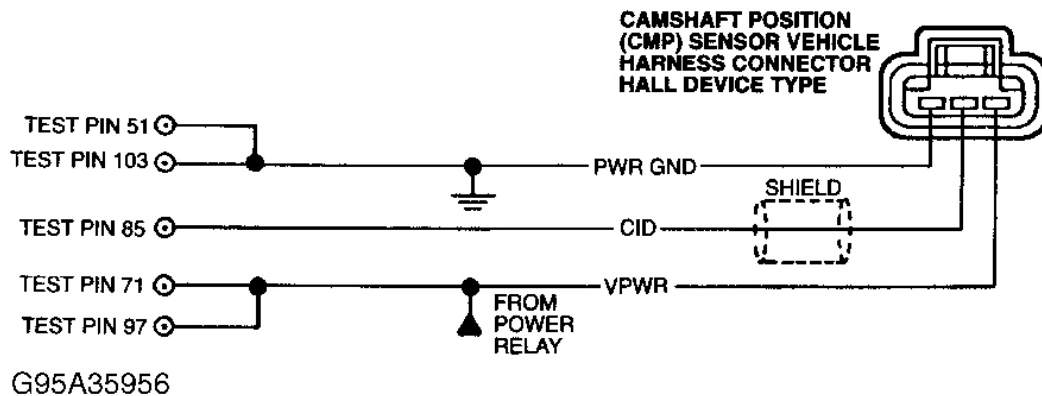 CAMSHAFT POSITION
(CMP) SENSOR VEHICLE
HARNESS CONNECTOR
HALL DEVICE TYPE
TEST PIN 51
TEST PIN 103
PWR GND
SHIELD
TEST PIN 85
CID
TEST PIN 71
VPWR
FROM
POWER
RELAY
TEST PIN 97
G95A35956